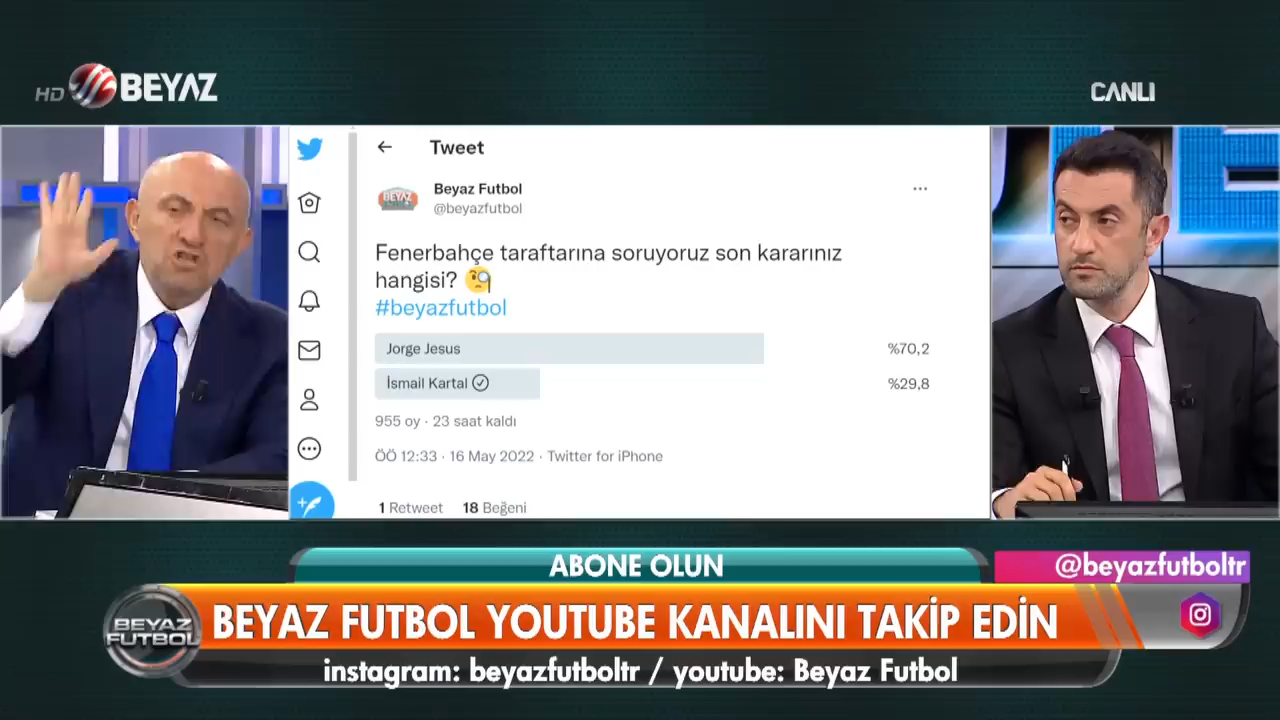 HD BEYAZ
CANLI
Tweet
BEYAZ
Beyaz Futbol
@beyazfutbol
Fenerbahçe taraftarına soruyoruz son kararınız
hangisi? 🧐
#beyazfutbol
Jorge Jesus %70,2
İsmail Kartal %29,8
955 oy · 23 saat kaldı
ÖÖ 12:33 · 16 May 2022 · Twitter for iPhone
1 Retweet 18 Beğeni
ABONE OLUN
@beyazfutboltr
BEYAZ
FUTBOL
BEYAZ FUTBOL YOUTUBE KANALINI TAKİP EDİN
instagram: beyazfutboltr / youtube: Beyaz Futbol